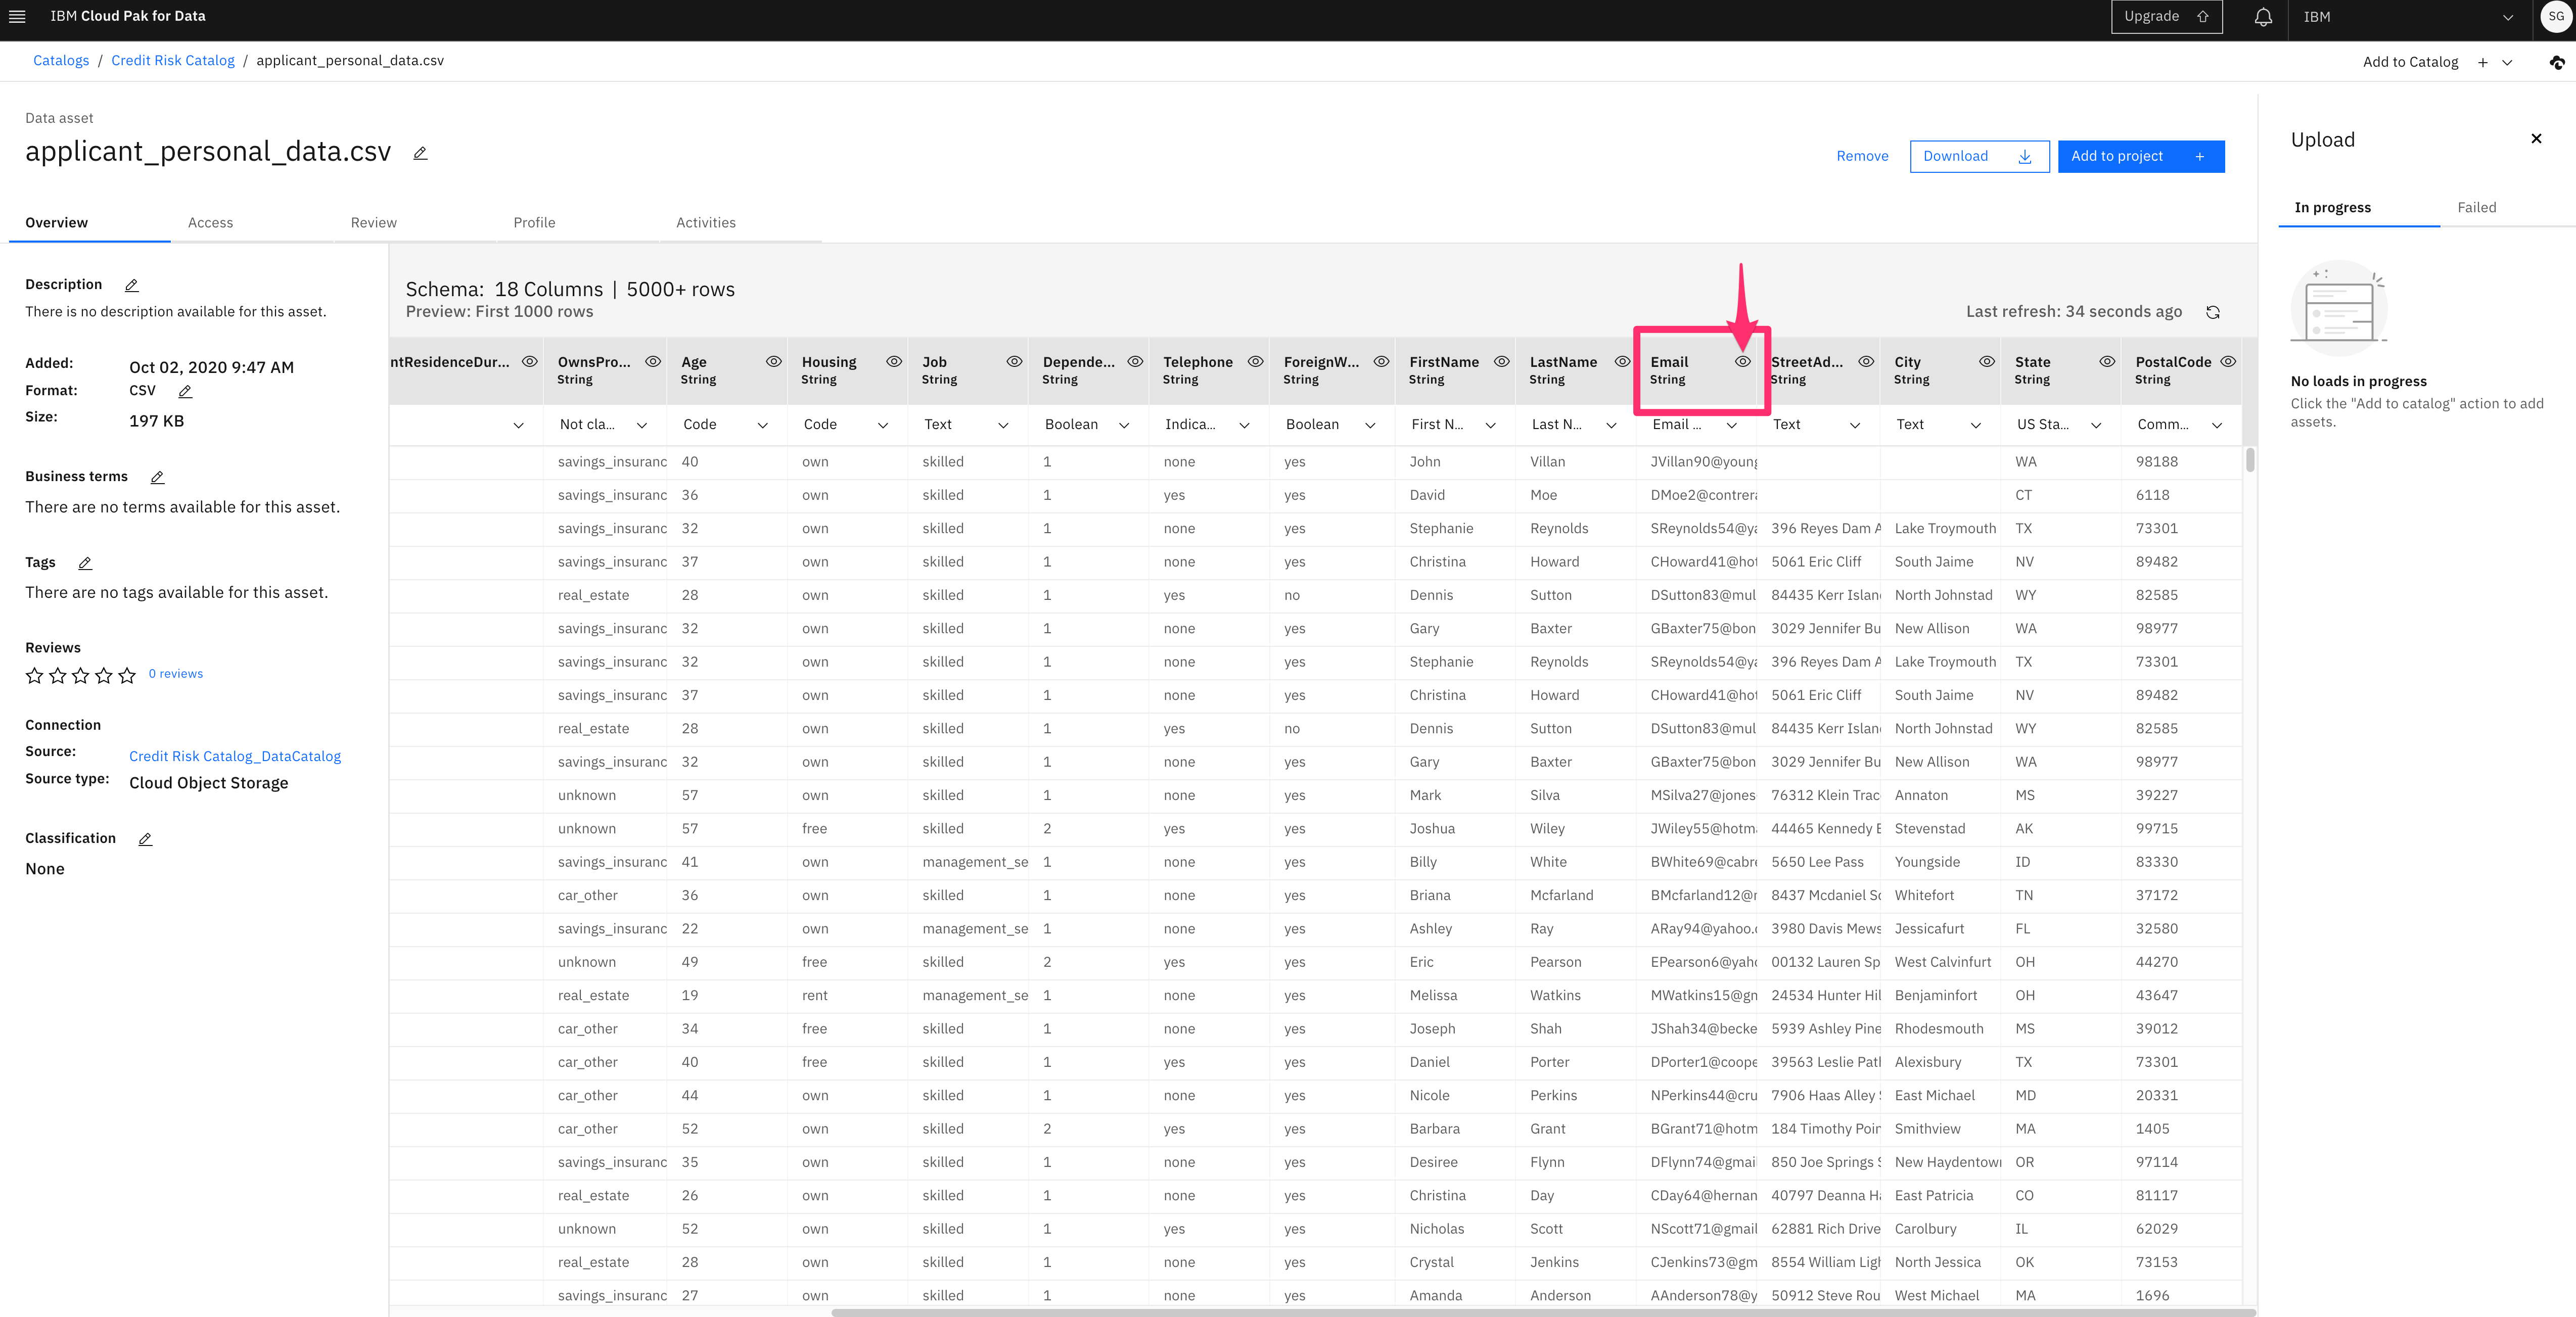 IBM Cloud Pak for Data
Upgrade
IBM
SG
Catalogs / Credit Risk Catalog / applicant_personal_data.csv
Add to Catalog +
Data asset
applicant_personal_data.csv
Remove
Download
Add to project +
Overview Access Review Profile Activities
Description
There is no description available for this asset.
Added: Oct 02, 2020 9:47 AM
Format: CSV
Size: 197 KB
Business terms
There are no terms available for this asset.
Tags
There are no tags available for this asset.
Reviews
0 reviews
Connection
Source: Credit Risk Catalog_DataCatalog
Source type: Cloud Object Storage
Classification
None
Schema: 18 Columns | 5000+ rows
Preview: First 1000 rows
Last refresh: 34 seconds ago
ntResidenceDur... OwnsPro... Age Housing Job Depende... Telephone ForeignW... FirstName LastName Email StreetAd... City State PostalCode
String String String String String String String String String String String String String String
Not cla... Code Code Text Boolean Indica... Boolean First N... Last N... Email ... Text Text US Sta... Comm...
savings_insuranc 40 own skilled 1 none yes John Villan JVillan90@young WA 98188
savings_insuranc 36 own skilled 1 yes yes David Moe DMoe2@contrera CT 6118
savings_insuranc 32 own skilled 1 none yes Stephanie Reynolds SReynolds54@ya 396 Reyes Dam A Lake Troymouth TX 73301
savings_insuranc 37 own skilled 1 none yes Christina Howard CHoward41@hot 5061 Eric Cliff South Jaime NV 89482
real_estate 28 own skilled 1 yes no Dennis Sutton DSutton83@mul 84435 Kerr Islan North Johnstad WY 82585
savings_insuranc 32 own skilled 1 none yes Gary Baxter GBaxter75@bon 3029 Jennifer Bu New Allison WA 98977
savings_insuranc 32 own skilled 1 none yes Stephanie Reynolds SReynolds54@ya 396 Reyes Dam A Lake Troymouth TX 73301
savings_insuranc 37 own skilled 1 none yes Christina Howard CHoward41@hot 5061 Eric Cliff South Jaime NV 89482
real_estate 28 own skilled 1 yes no Dennis Sutton DSutton83@mul 84435 Kerr Islan North Johnstad WY 82585
savings_insuranc 32 own skilled 1 none yes Gary Baxter GBaxter75@bon 3029 Jennifer Bu New Allison WA 98977
unknown 57 own skilled 1 none yes Mark Silva MSilva27@jones 76312 Klein Trac Annaton MS 39227
unknown 57 free skilled 2 yes yes Joshua Wiley JWiley55@hotm 44465 Kennedy E Stevenstad AK 99715
savings_insuranc 41 own management_se 1 none yes Billy White BWhite69@cabr 5650 Lee Pass Youngside ID 83330
car_other 36 own skilled 1 none yes Briana Mcfarland BMcfarland12@r 8437 Mcdaniel Sc Whitefort TN 37172
savings_insuranc 22 own management_se 1 none yes Ashley Ray ARay94@yahoo.c 3980 Davis Mews Jessicafurt FL 32580
unknown 49 free skilled 2 yes yes Eric Pearson EPearson6@yaho 00132 Lauren Sp West Calvinfurt OH 44270
real_estate 19 rent management_se 1 none yes Melissa Watkins MWatkins15@gn 24534 Hunter Hil Benjaminfort OH 43647
car_other 34 free skilled 1 none yes Joseph Shah JShah34@becke 5939 Ashley Pine Rhodesmouth MS 39012
car_other 40 free skilled 1 yes yes Daniel Porter DPorter1@coope 39563 Leslie Patl Alexisbury TX 73301
car_other 44 own skilled 1 none yes Nicole Perkins NPerkins44@cru 7906 Haas Alley East Michael MD 20331
car_other 52 own skilled 2 yes yes Barbara Grant BGrant71@hotm 184 Timothy Poin Smithview MA 1405
savings_insuranc 35 own skilled 1 none yes Desiree Flynn DFlynn74@gmai 850 Joe Springs New Haydentow OR 97114
real_estate 26 own skilled 1 none yes Christina Day CDay64@hernan 40797 Deanna Ha East Patricia CO 81117
unknown 52 own skilled 1 yes yes Nicholas Scott NScott71@gmail 62881 Rich Drive Carolbury IL 62029
real_estate 28 own skilled 1 none yes Crystal Jenkins CJenkins73@gm 8554 William Ligh North Jessica OK 73153
savings_insuranc 27 own skilled 1 none yes Amanda Anderson AAnderson78@y 50912 Steve Rou West Michael MA 1696
Upload
In progress Failed
No loads in progress
Click the "Add to catalog" action to add
assets.